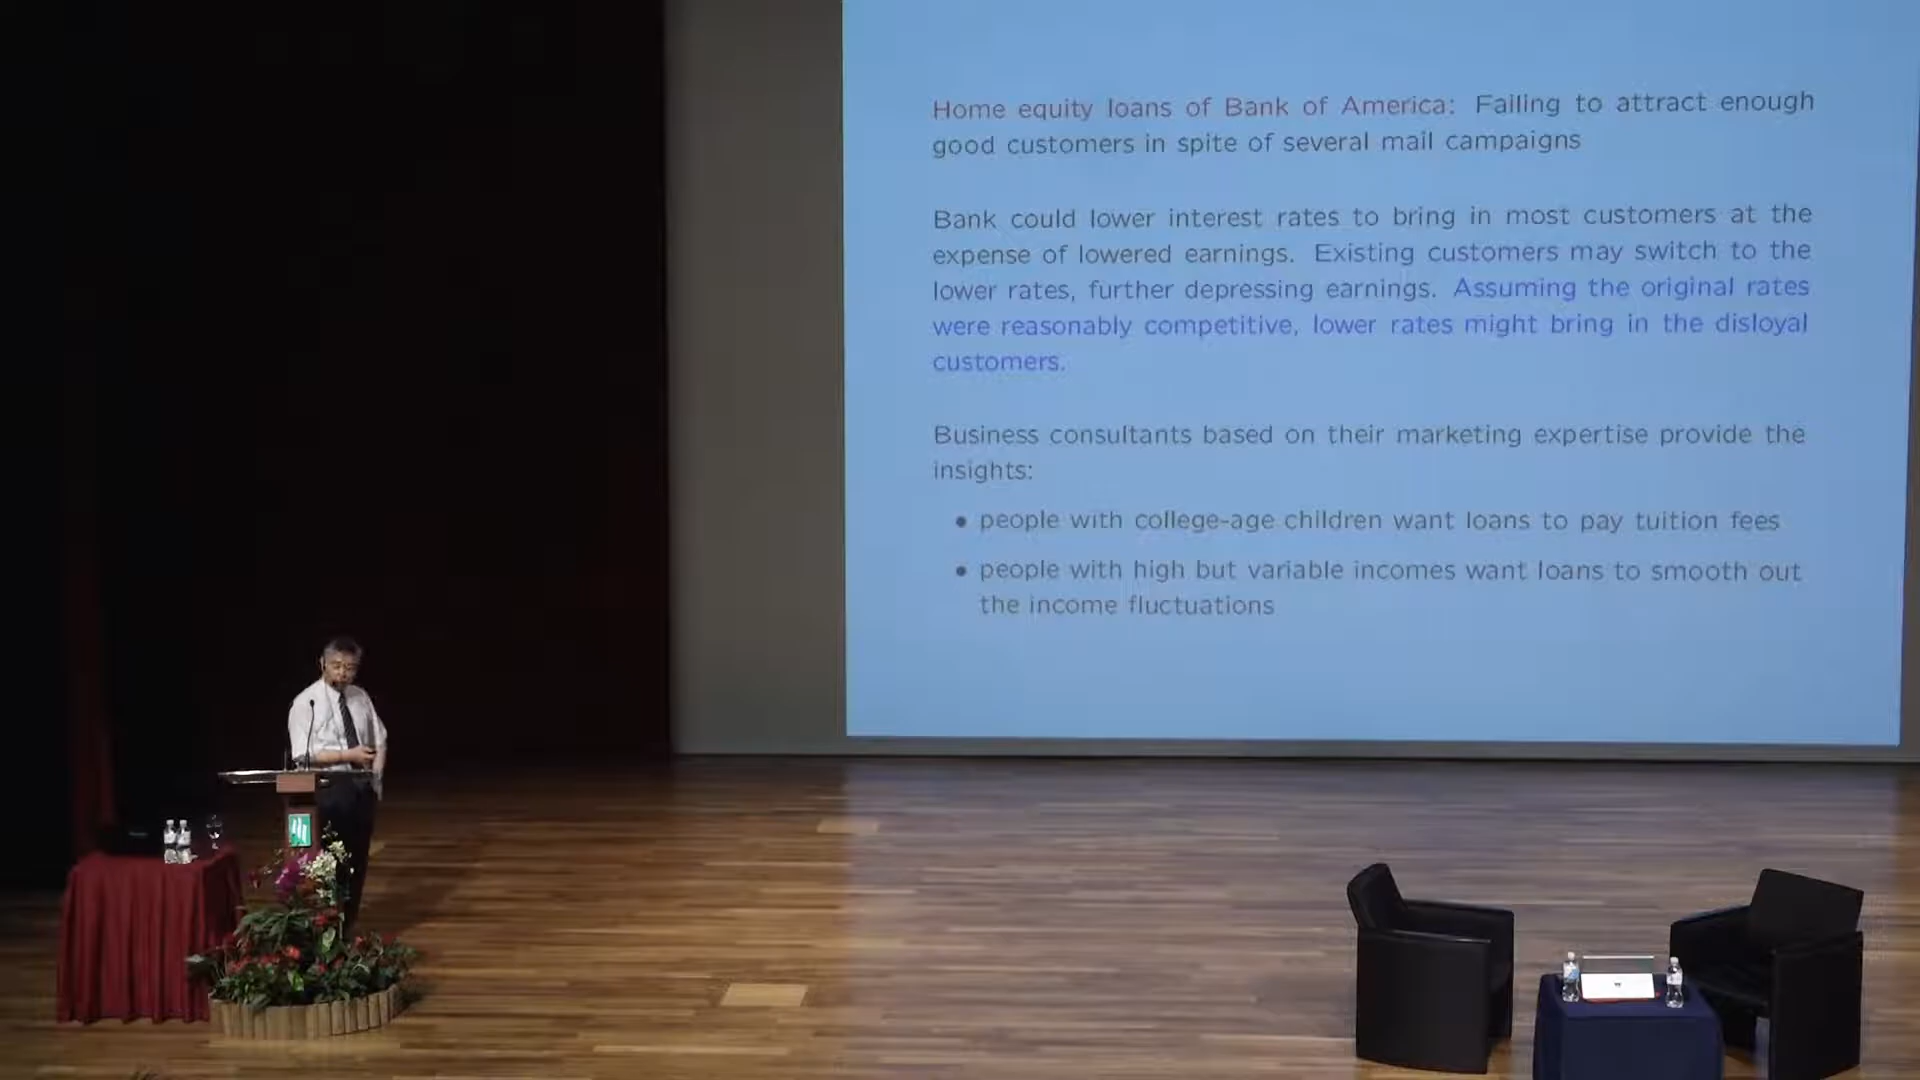 Home equity loans of Bank of America: Failing to attract enough
good customers in spite of several mail campaigns
Bank could lower interest rates to bring in most customers at the
expense of lowered earnings. Existing customers may switch to the
lower rates, further depressing earnings. Assuming the original rates
were reasonably competitive, lower rates might bring in the disloyal
customers.
Business consultants based on their marketing expertise provide the
insights:
• people with college-age children want loans to pay tuition fees
• people with high but variable incomes want loans to smooth out
the income fluctuations